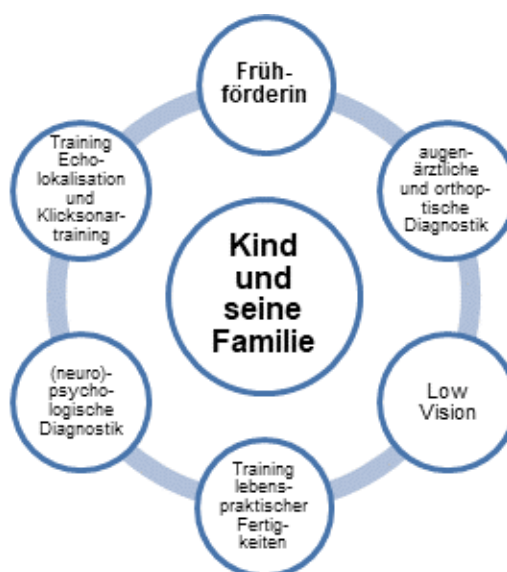 Früh-
förderin
augen-
ärztliche
und orthop-
tische
Diagnostik
Low
Vision
Training
lebens-
praktischer
Fertig-
keiten
(neuro)-
psycho-
logische
Diagnostik
Training
Echo-
lokalisation
und
Klicksonar-
training
Kind
und
seine
Familie